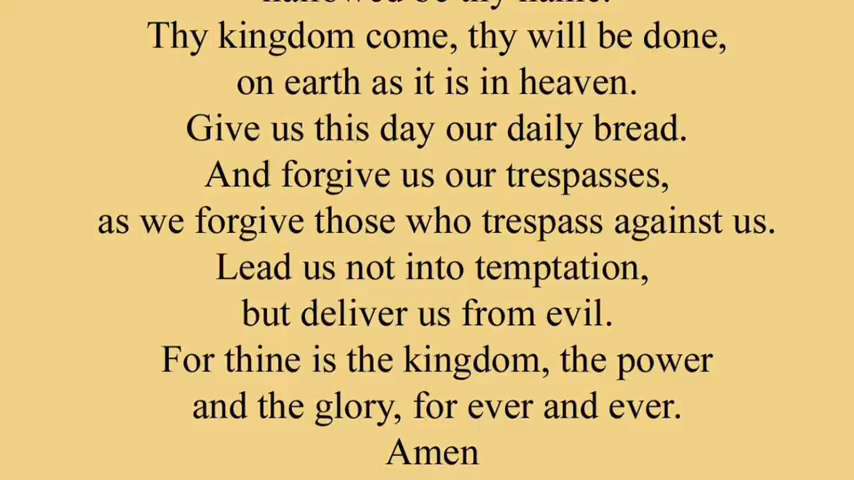 hallowed be thy name.
Thy kingdom come, thy will be done,
on earth as it is in heaven.
Give us this day our daily bread.
And forgive us our trespasses,
as we forgive those who trespass against us.
Lead us not into temptation,
but deliver us from evil.
For thine is the kingdom, the power
and the glory, for ever and ever.
Amen